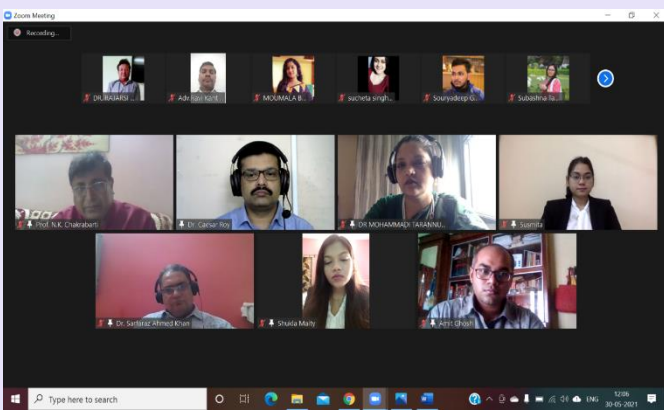 Zoom Meeting
Recording...
DR. RAJARSI ...
Adv. Ravi Kant
MOUMALA B...
sucheta singh...
Souryadeep G...
Subashna Ta...
Prof. N.K. Chakrabarti
Dr. Caesar Roy
DR MOHAMMADI TARANNU...
Susmita
Dr. Sarfaraz Ahmed Khan
Shukla Maity
Amit Ghosh
Type here to search
ENG
12:06
30-05-2021